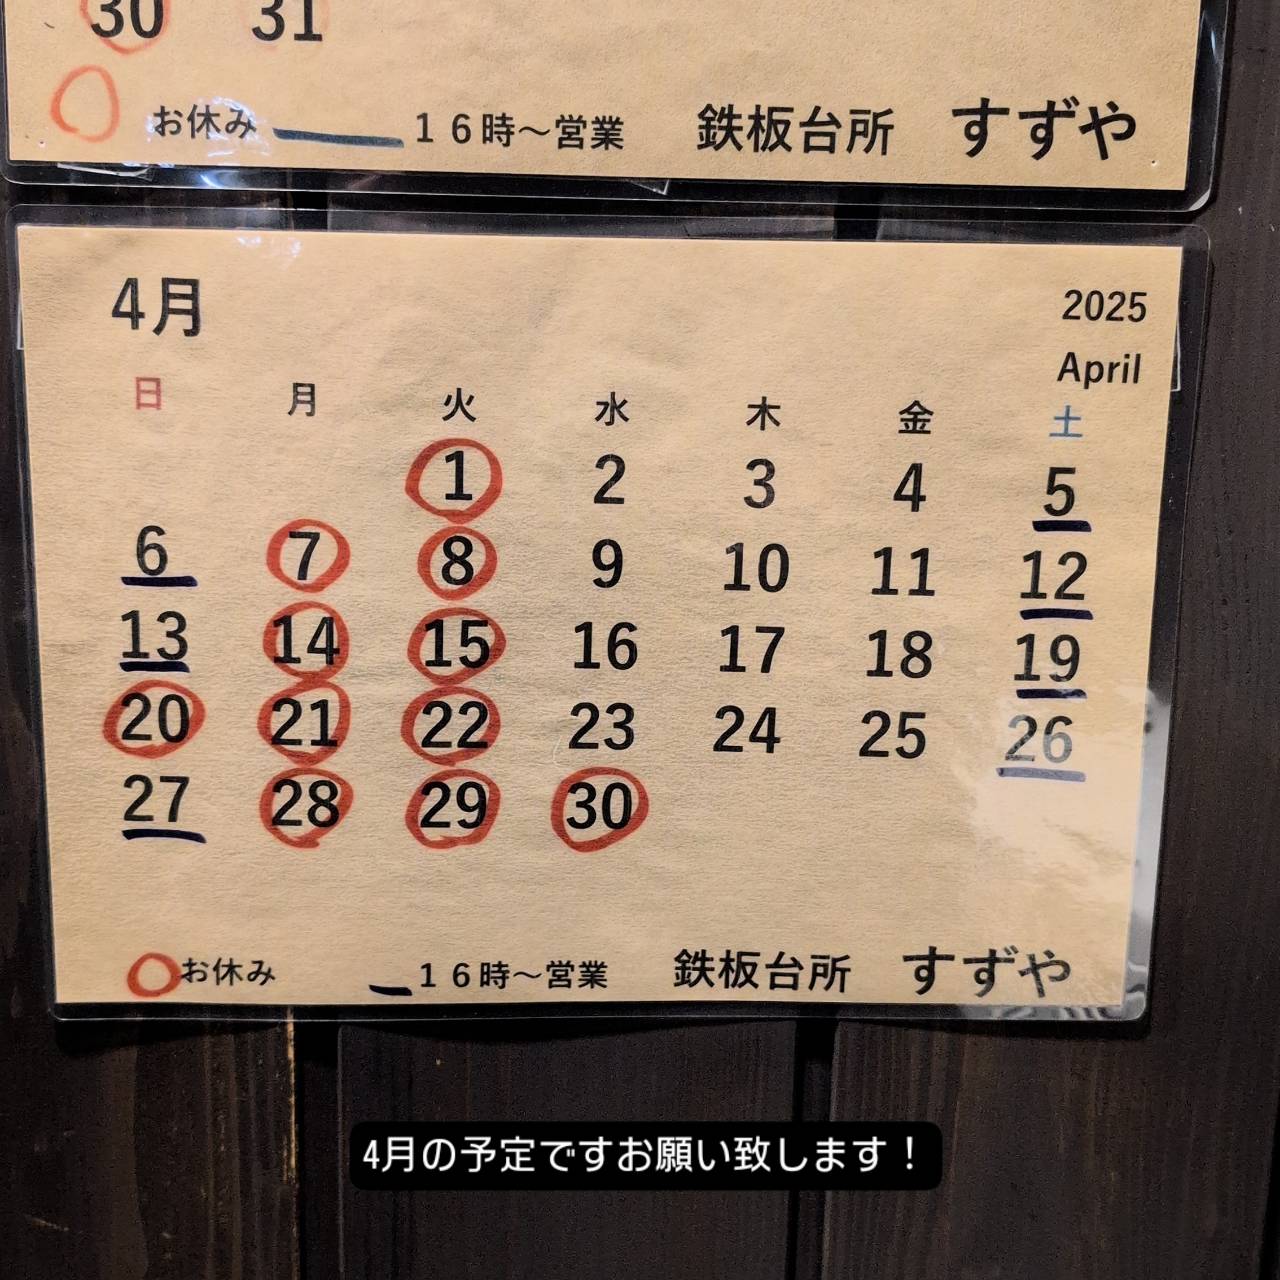 30 31
お休み 16時～営業 鉄板台所 すずや
4月 2025
April
日 月 火 水 木 金 土
1 2 3 4 5
6 7 8 9 10 11 12
13 14 15 16 17 18 19
20 21 22 23 24 25 26
27 28 29 30
お休み 16時～営業 鉄板台所 すずや
4月の予定ですお願い致します！